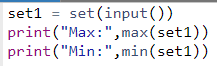 set1 = set(input())
print("Max:",max(set1))
print("Min:",min(set1))